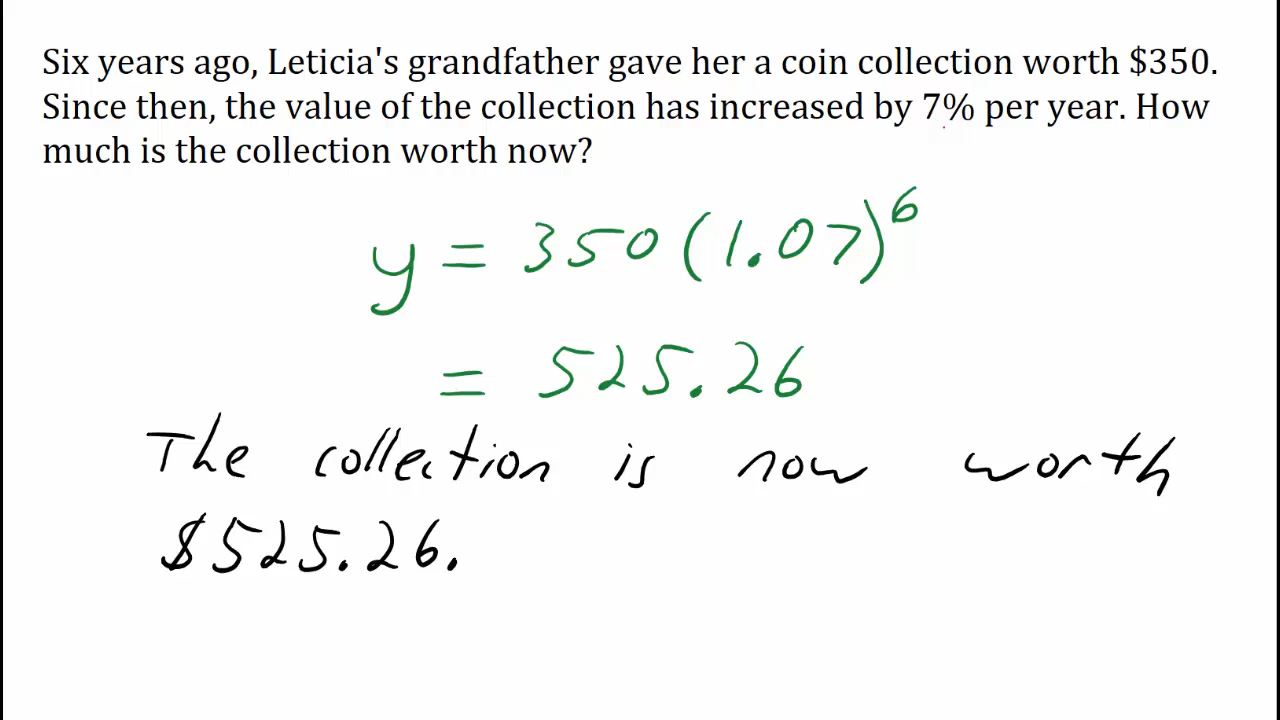 Six years ago, Leticia's grandfather gave her a coin collection worth $350.
Since then, the value of the collection has increased by 7% per year. How
much is the collection worth now?
y = 350(1.07)⁶
= 525.26
The collection is now worth
$525.26.